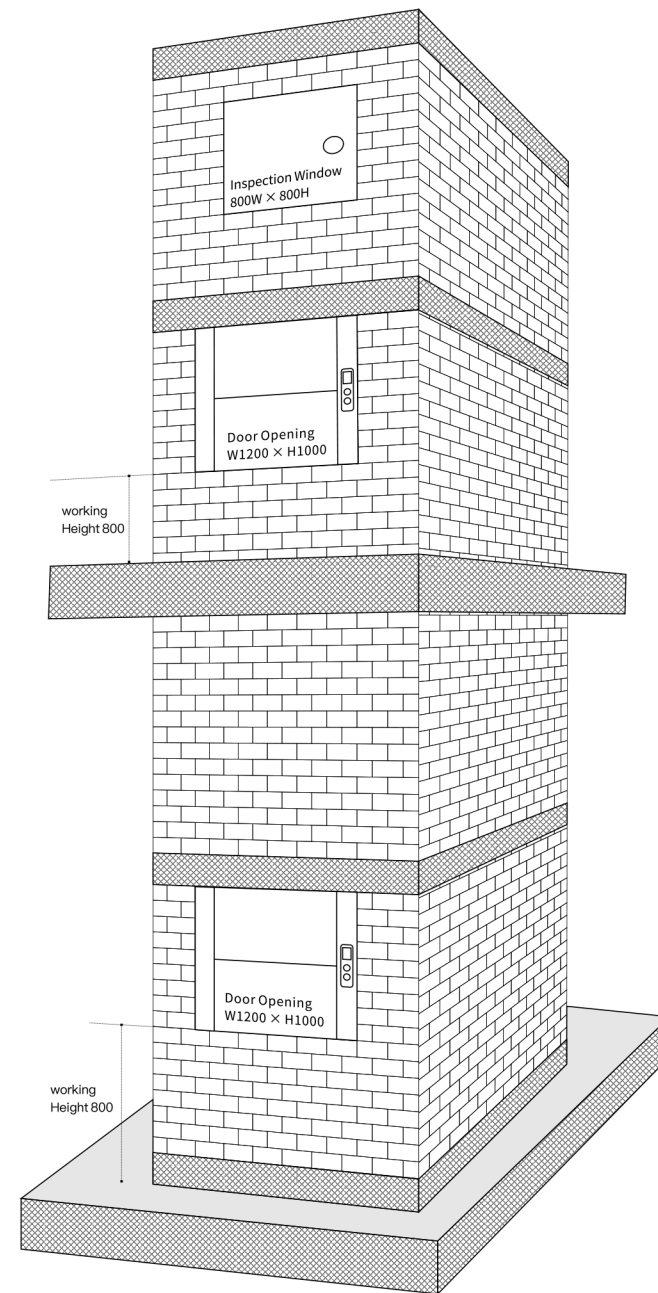 Inspection Window
800W × 800H
Door Opening
W1200 × H1000
working
Height 800
Door Opening
W1200 × H1000
working
Height 800